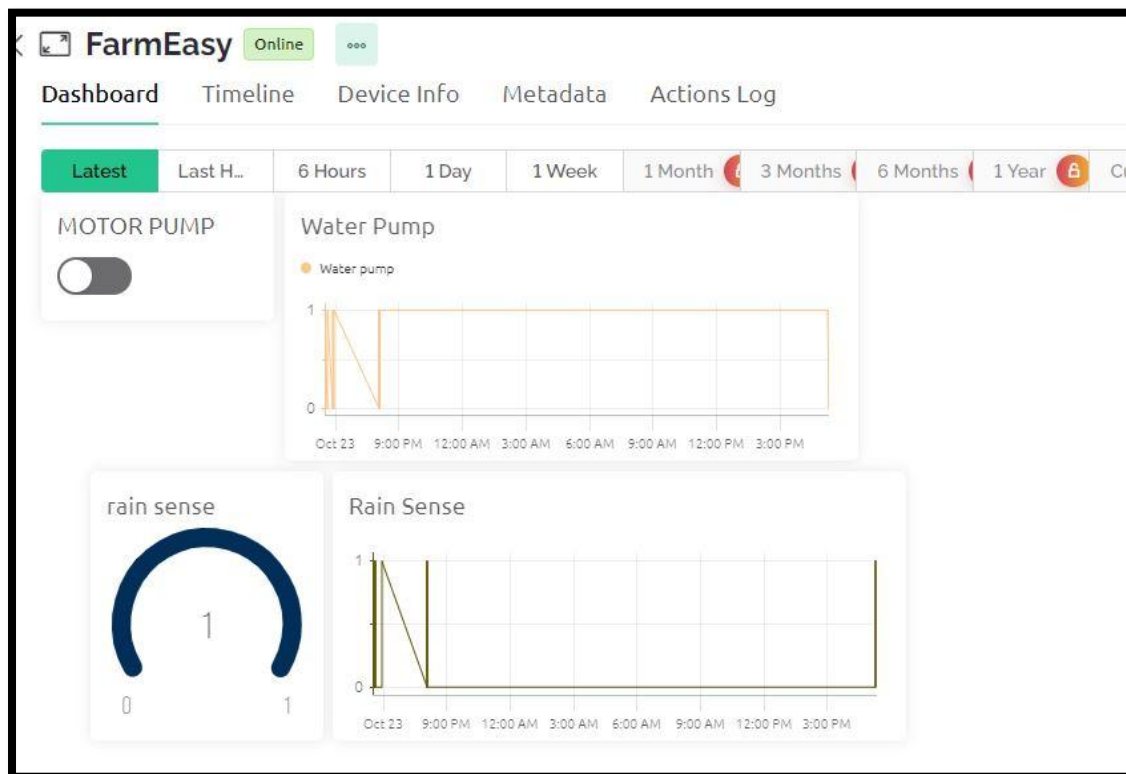 FarmEasy Online
Dashboard Timeline Device Info Metadata Actions Log
Latest Last H... 6 Hours 1 Day 1 Week 1 Month 3 Months 6 Months 1 Year
MOTOR PUMP
Water Pump
Water pump
1
0
Oct 23 9:00 PM 12:00 AM 3:00 AM 6:00 AM 9:00 AM 12:00 PM 3:00 PM
rain sense
1
0 1
Rain Sense
1
0
Oct 23 9:00 PM 12:00 AM 3:00 AM 6:00 AM 9:00 AM 12:00 PM 3:00 PM